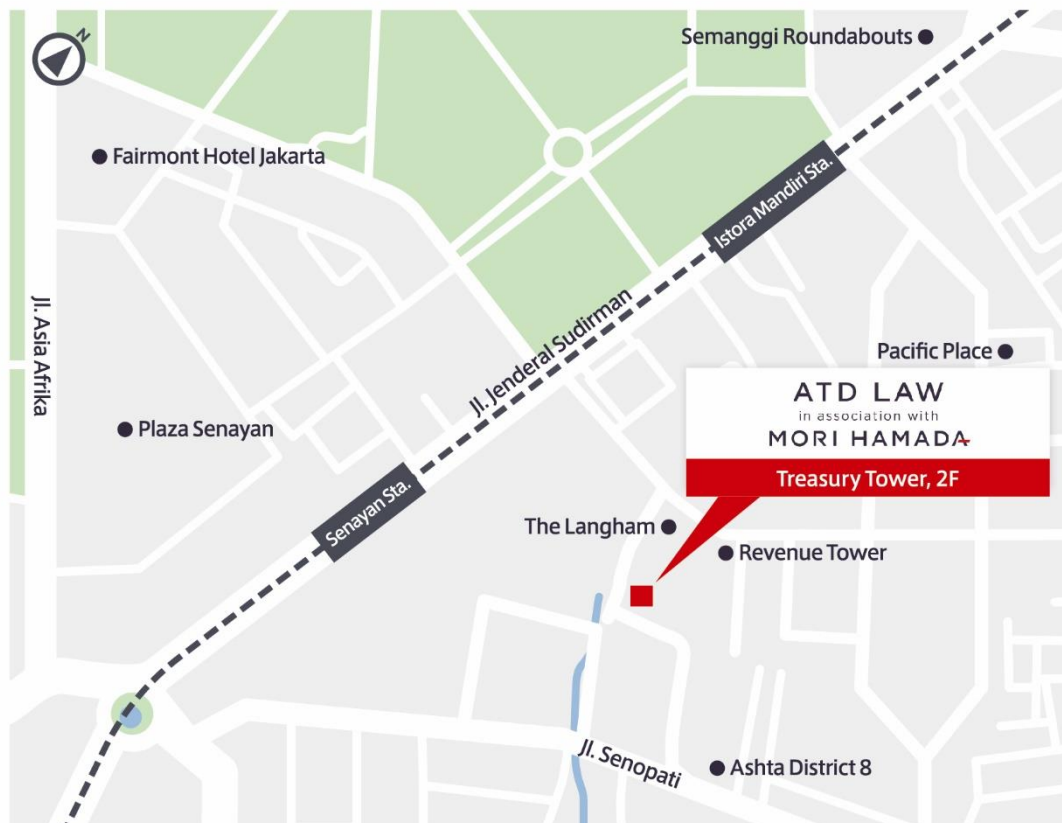 N
Semanggi Roundabouts
Fairmont Hotel Jakarta
Istora Mandiri Sta.
Jl. Asia Afrika
Jl. Jenderal Sudirman
Pacific Place
ATD LAW
in association with
MORI HAMADA
Treasury Tower, 2F
Plaza Senayan
Senayan Sta.
The Langham
Revenue Tower
Jl. Senopati
Ashta District 8